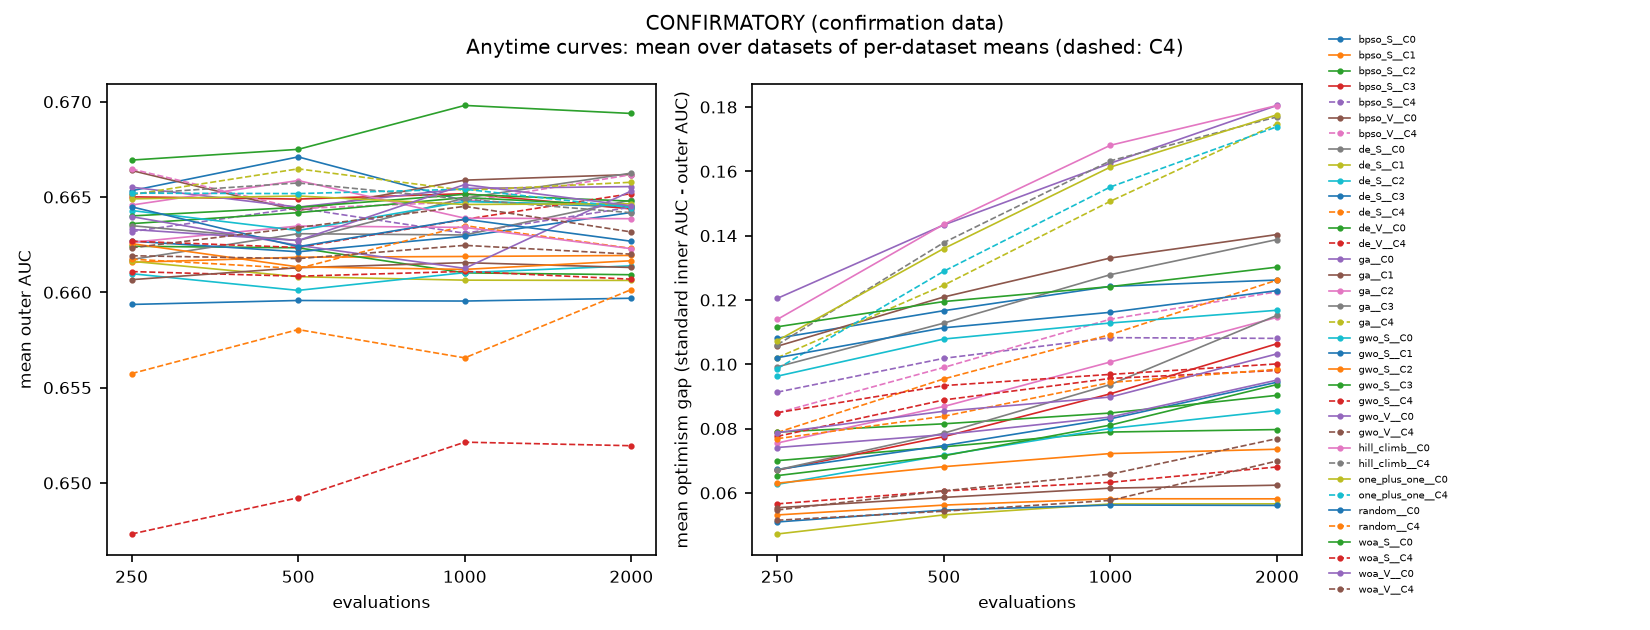 CONFIRMATORY (confirmation data)
Anytime curves: mean over datasets of per-dataset means (dashed: C4)
mean outer AUC
0.670
0.665
0.660
0.655
0.650
250
500
1000
2000
evaluations
mean optimism gap (standard inner AUC - outer AUC)
0.18
0.16
0.14
0.12
0.10
0.08
0.06
250
500
1000
2000
evaluations
bpso_S__C0
bpso_S__C1
bpso_S__C2
bpso_S__C3
bpso_S__C4
bpso_V__C0
bpso_V__C4
de_S__C0
de_S__C1
de_S__C2
de_S__C3
de_S__C4
de_V__C0
de_V__C4
ga__C0
ga__C1
ga__C2
ga__C3
ga__C4
gwo_S__C0
gwo_S__C1
gwo_S__C2
gwo_S__C3
gwo_S__C4
gwo_V__C0
gwo_V__C4
hill_climb__C0
hill_climb__C4
one_plus_one__C0
one_plus_one__C4
random__C0
random__C4
woa_S__C0
woa_S__C4
woa_V__C0
woa_V__C4